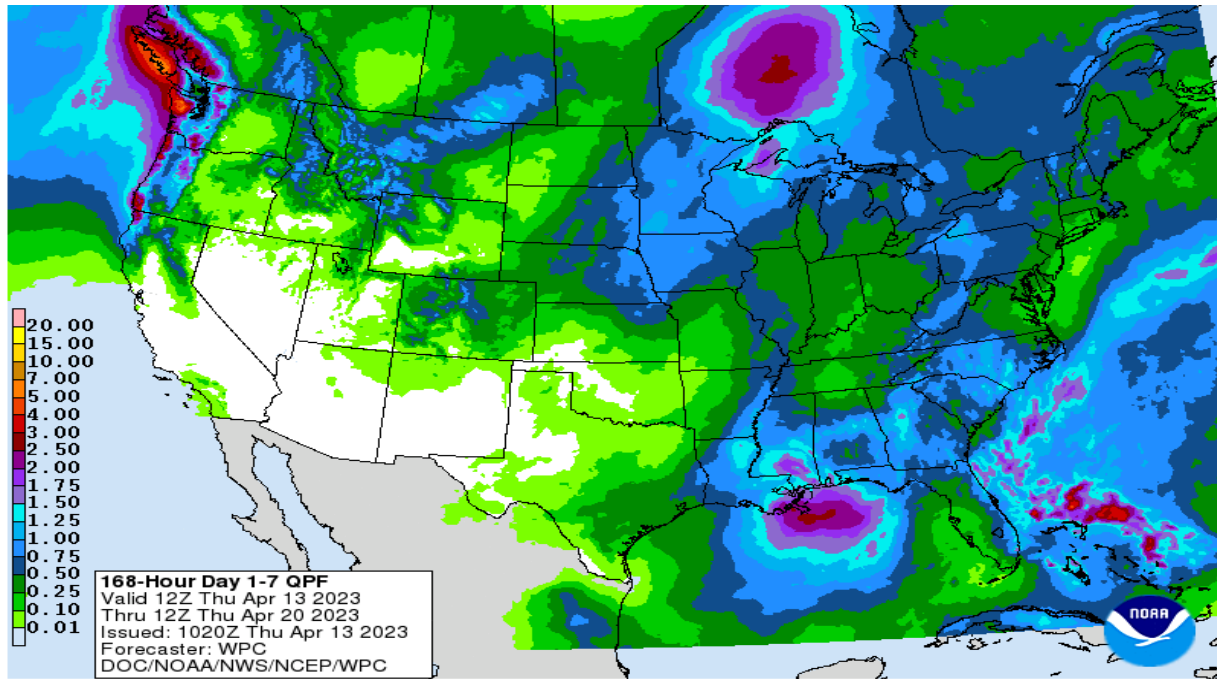 20.00
15.00
10.00
7.00
5.00
4.00
3.00
2.50
2.00
1.75
1.50
1.25
1.00
0.75
0.50
0.25
0.10
0.01
168-Hour Day 1-7 QPF
Valid 12Z Thu Apr 13 2023
Thru 12Z Thu Apr 20 2023
Issued: 1020Z Thu Apr 13 2023
Forecaster: WPC
DOC/NOAA/NWS/NCEP/WPC
NOAA